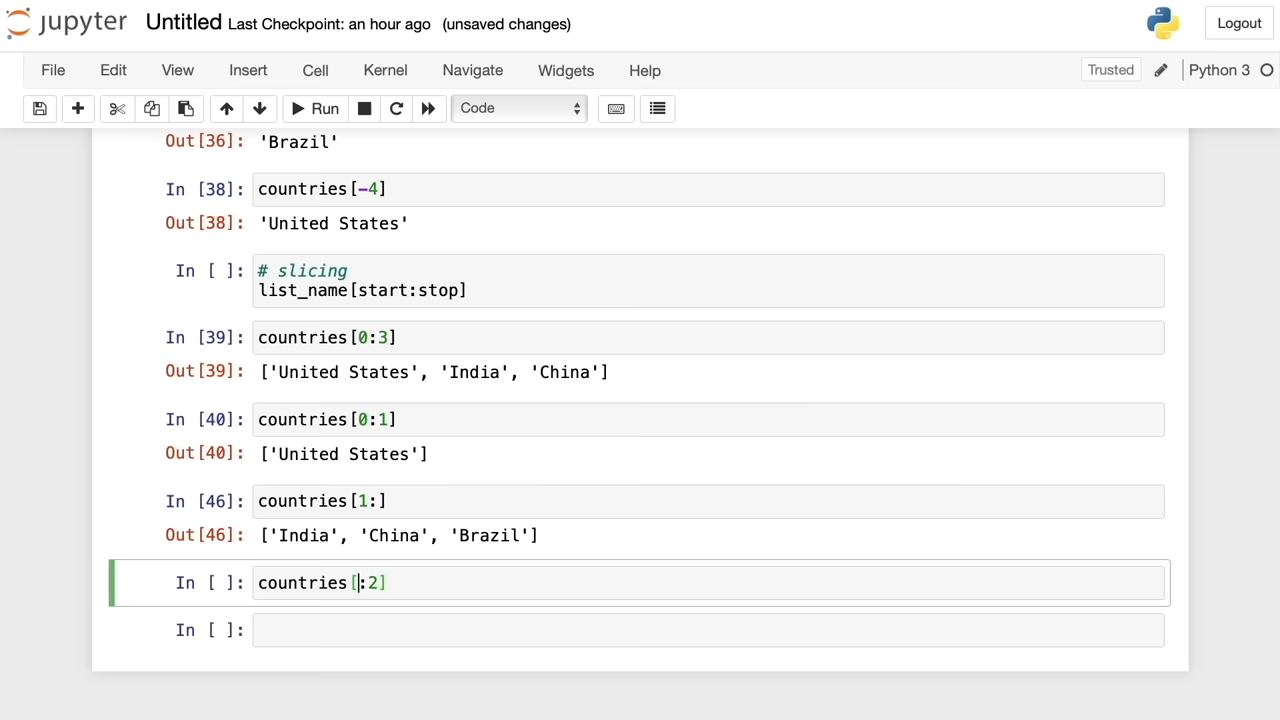 jupyter Untitled Last Checkpoint: an hour ago (unsaved changes) Logout
File Edit View Insert Cell Kernel Navigate Widgets Help Trusted Python 3
Run Code
Out[36]: 'Brazil'
In [38]: countries[-4]
Out[38]: 'United States'
In [ ]: # slicing
list_name[start:stop]
In [39]: countries[0:3]
Out[39]: ['United States', 'India', 'China']
In [40]: countries[0:1]
Out[40]: ['United States']
In [46]: countries[1:]
Out[46]: ['India', 'China', 'Brazil']
In [ ]: countries[:2]
In [ ]: